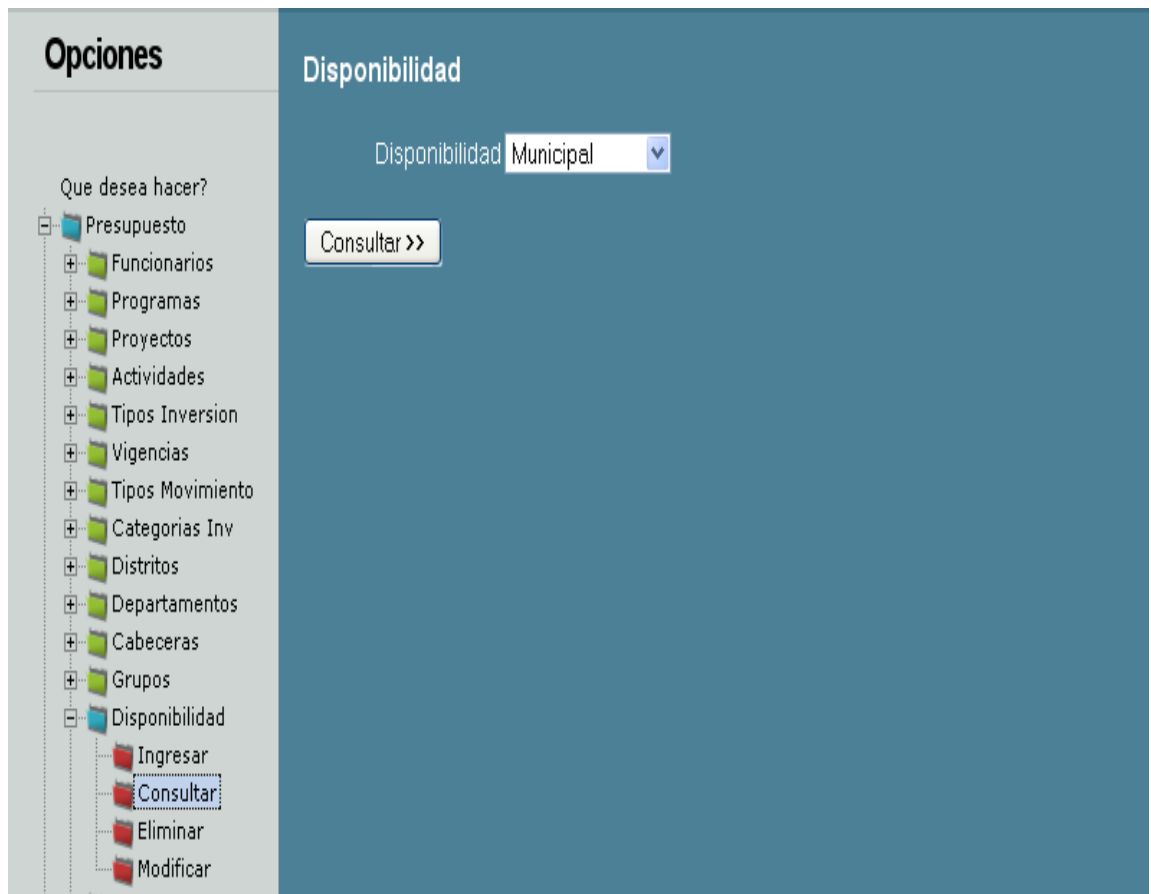 Opciones
Que desea hacer?
Presupuesto
Funcionarios
Programas
Proyectos
Actividades
Tipos Inversion
Vigencias
Tipos Movimiento
Categorias Inv
Distritos
Departamentos
Cabeceras
Grupos
Disponibilidad
Ingresar
Consultar
Eliminar
Modificar
Disponibilidad
Disponibilidad Municipal
Consultar >>